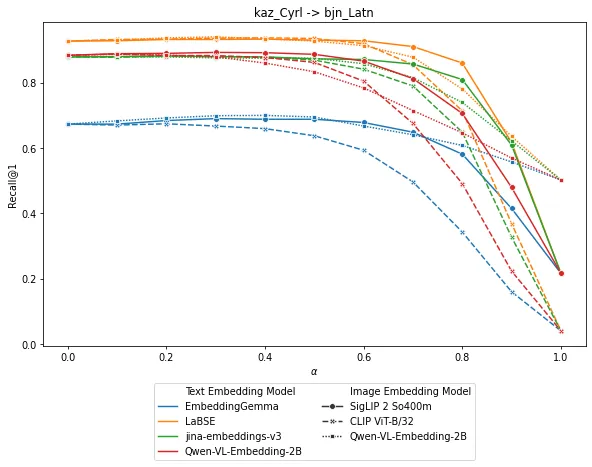 kaz_Cyrl -> bjn_Latn
Recall@1
0.8
0.6
0.4
0.2
0.0
0.0 0.2 0.4 0.6 0.8 1.0
α
Text Embedding Model Image Embedding Model
EmbeddingGemma SigLIP 2 So400m
LaBSE CLIP ViT-B/32
jina-embeddings-v3 Qwen-VL-Embedding-2B
Qwen-VL-Embedding-2B